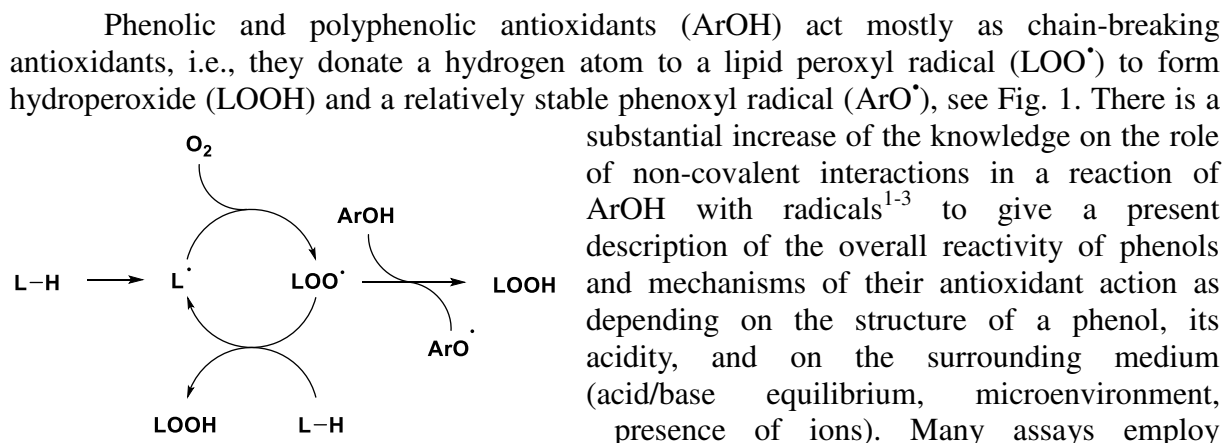 Phenolic and polyphenolic antioxidants (ArOH) act mostly as chain-breaking
antioxidants, i.e., they donate a hydrogen atom to a lipid peroxyl radical (LOO•) to form
hydroperoxide (LOOH) and a relatively stable phenoxyl radical (ArO•), see Fig. 1. There is a
substantial increase of the knowledge on the role
of non-covalent interactions in a reaction of
ArOH with radicals1-3 to give a present
description of the overall reactivity of phenols
and mechanisms of their antioxidant action as
depending on the structure of a phenol, its
acidity, and on the surrounding medium
(acid/base equilibrium, microenvironment,
presence of ions). Many assays employ
O2
ArOH
L–H
L•
LOO•
LOOH
ArO•
LOOH
L–H